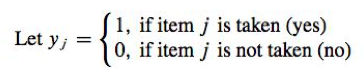 Let y_j = { 1, if item j is taken (yes)
0, if item j is not taken (no)